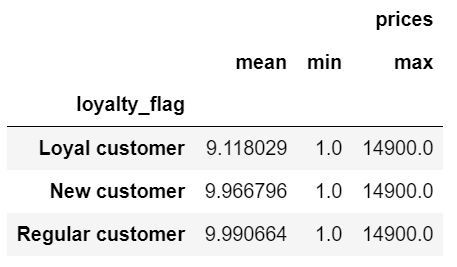 prices
mean min max
loyalty_flag
Loyal customer 9.118029 1.0 14900.0
New customer 9.966796 1.0 14900.0
Regular customer 9.990664 1.0 14900.0